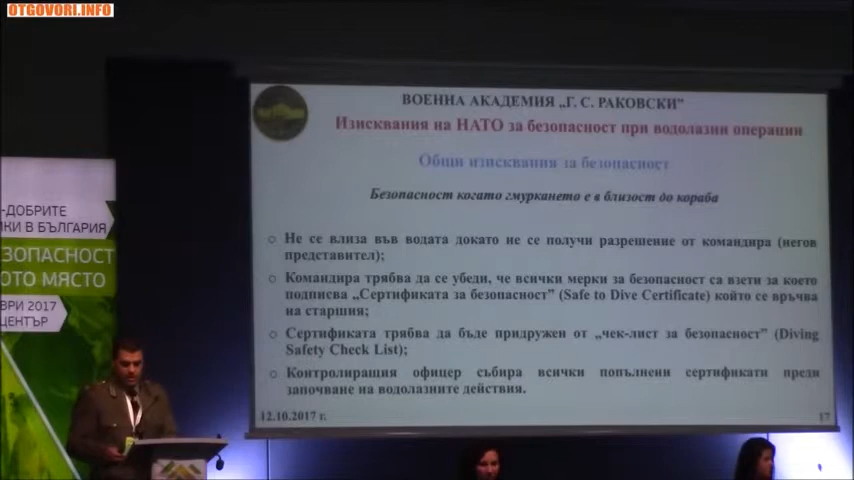 OTGOVORI.INFO
ВОЕННА АКАДЕМИЯ „Г. С. РАКОВСКИ”
Изисквания на НАТО за безопасност при водолазни операции
Общи изисквания за безопасност
Безопасност когато гмуркането е в близост до кораба
Не се влиза във водата докато не се получи разрешение от командира (негов
представител);
Командира трябва да се убеди, че всички мерки за безопасност са взети за което
подписва „Сертификата за безопасност” (Safe to Dive Certificate) който се връчва
на старшия;
Сертификата трябва да бъде придружен от „чек-лист за безопасност” (Diving
Safety Check List);
Контролиращия офицер събира всички попълнени сертификати преди
започване на водолазните действия.
12.10.2017 г.
17
-ДОБРИТЕ
ИКИ В БЪЛГАРИЯ
ЗОПАСНОСТ
ОТО МЯСТО
ВРИ 2017
ЦЕНТЪР